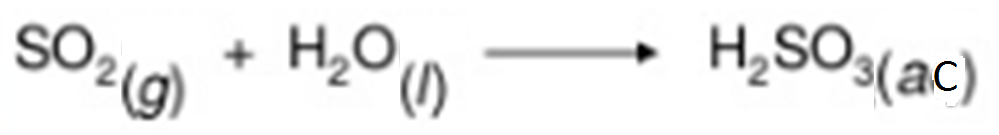 SO₂(g) + H₂O(l) ⟶ H₂SO₃(ac)